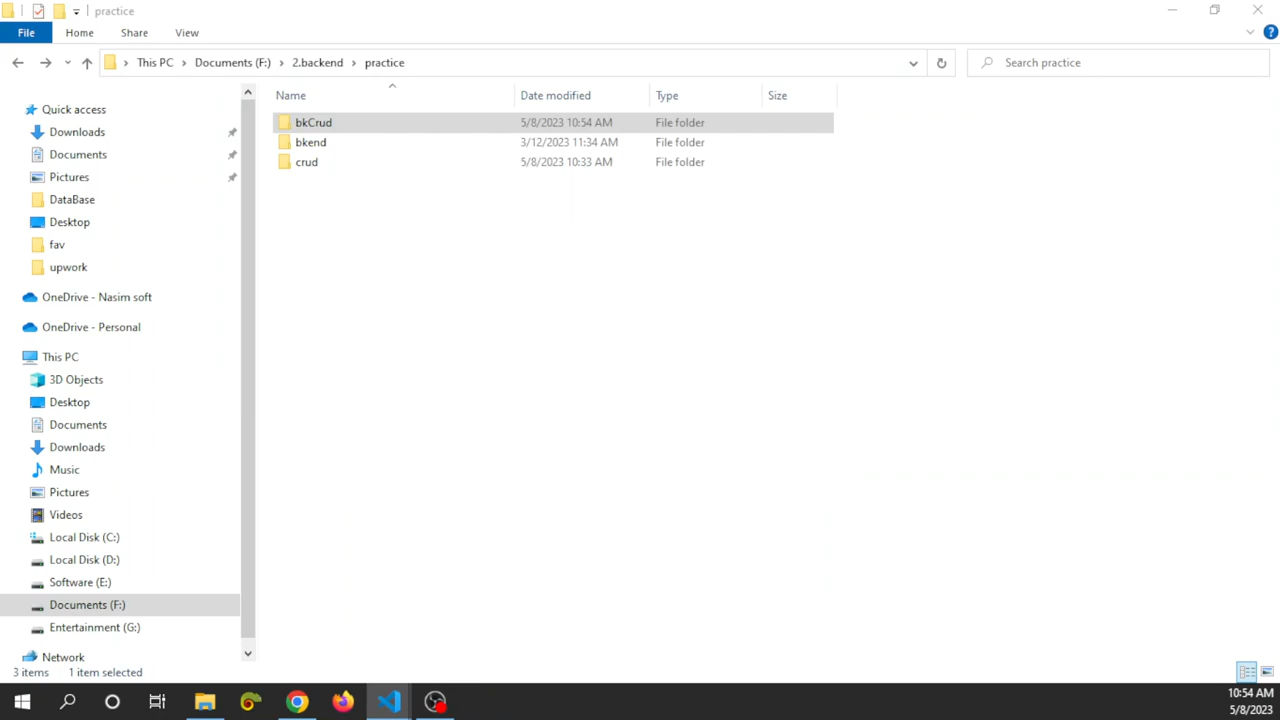 practice
File Home Share View
This PC Documents (F:) 2.backend practice Search practice
Name Date modified Type Size
Quick access
Downloads
Documents
Pictures
DataBase
Desktop
fav
upwork
OneDrive - Nasim soft
OneDrive - Personal
This PC
3D Objects
Desktop
Documents
Downloads
Music
Pictures
Videos
Local Disk (C:)
Local Disk (D:)
Software (E:)
Documents (F:)
Entertainment (G:)
Network
bkCrud 5/8/2023 10:54 AM File folder
bkend 3/12/2023 11:34 AM File folder
crud 5/8/2023 10:33 AM File folder
3 items 1 item selected
10:54 AM
5/8/2023